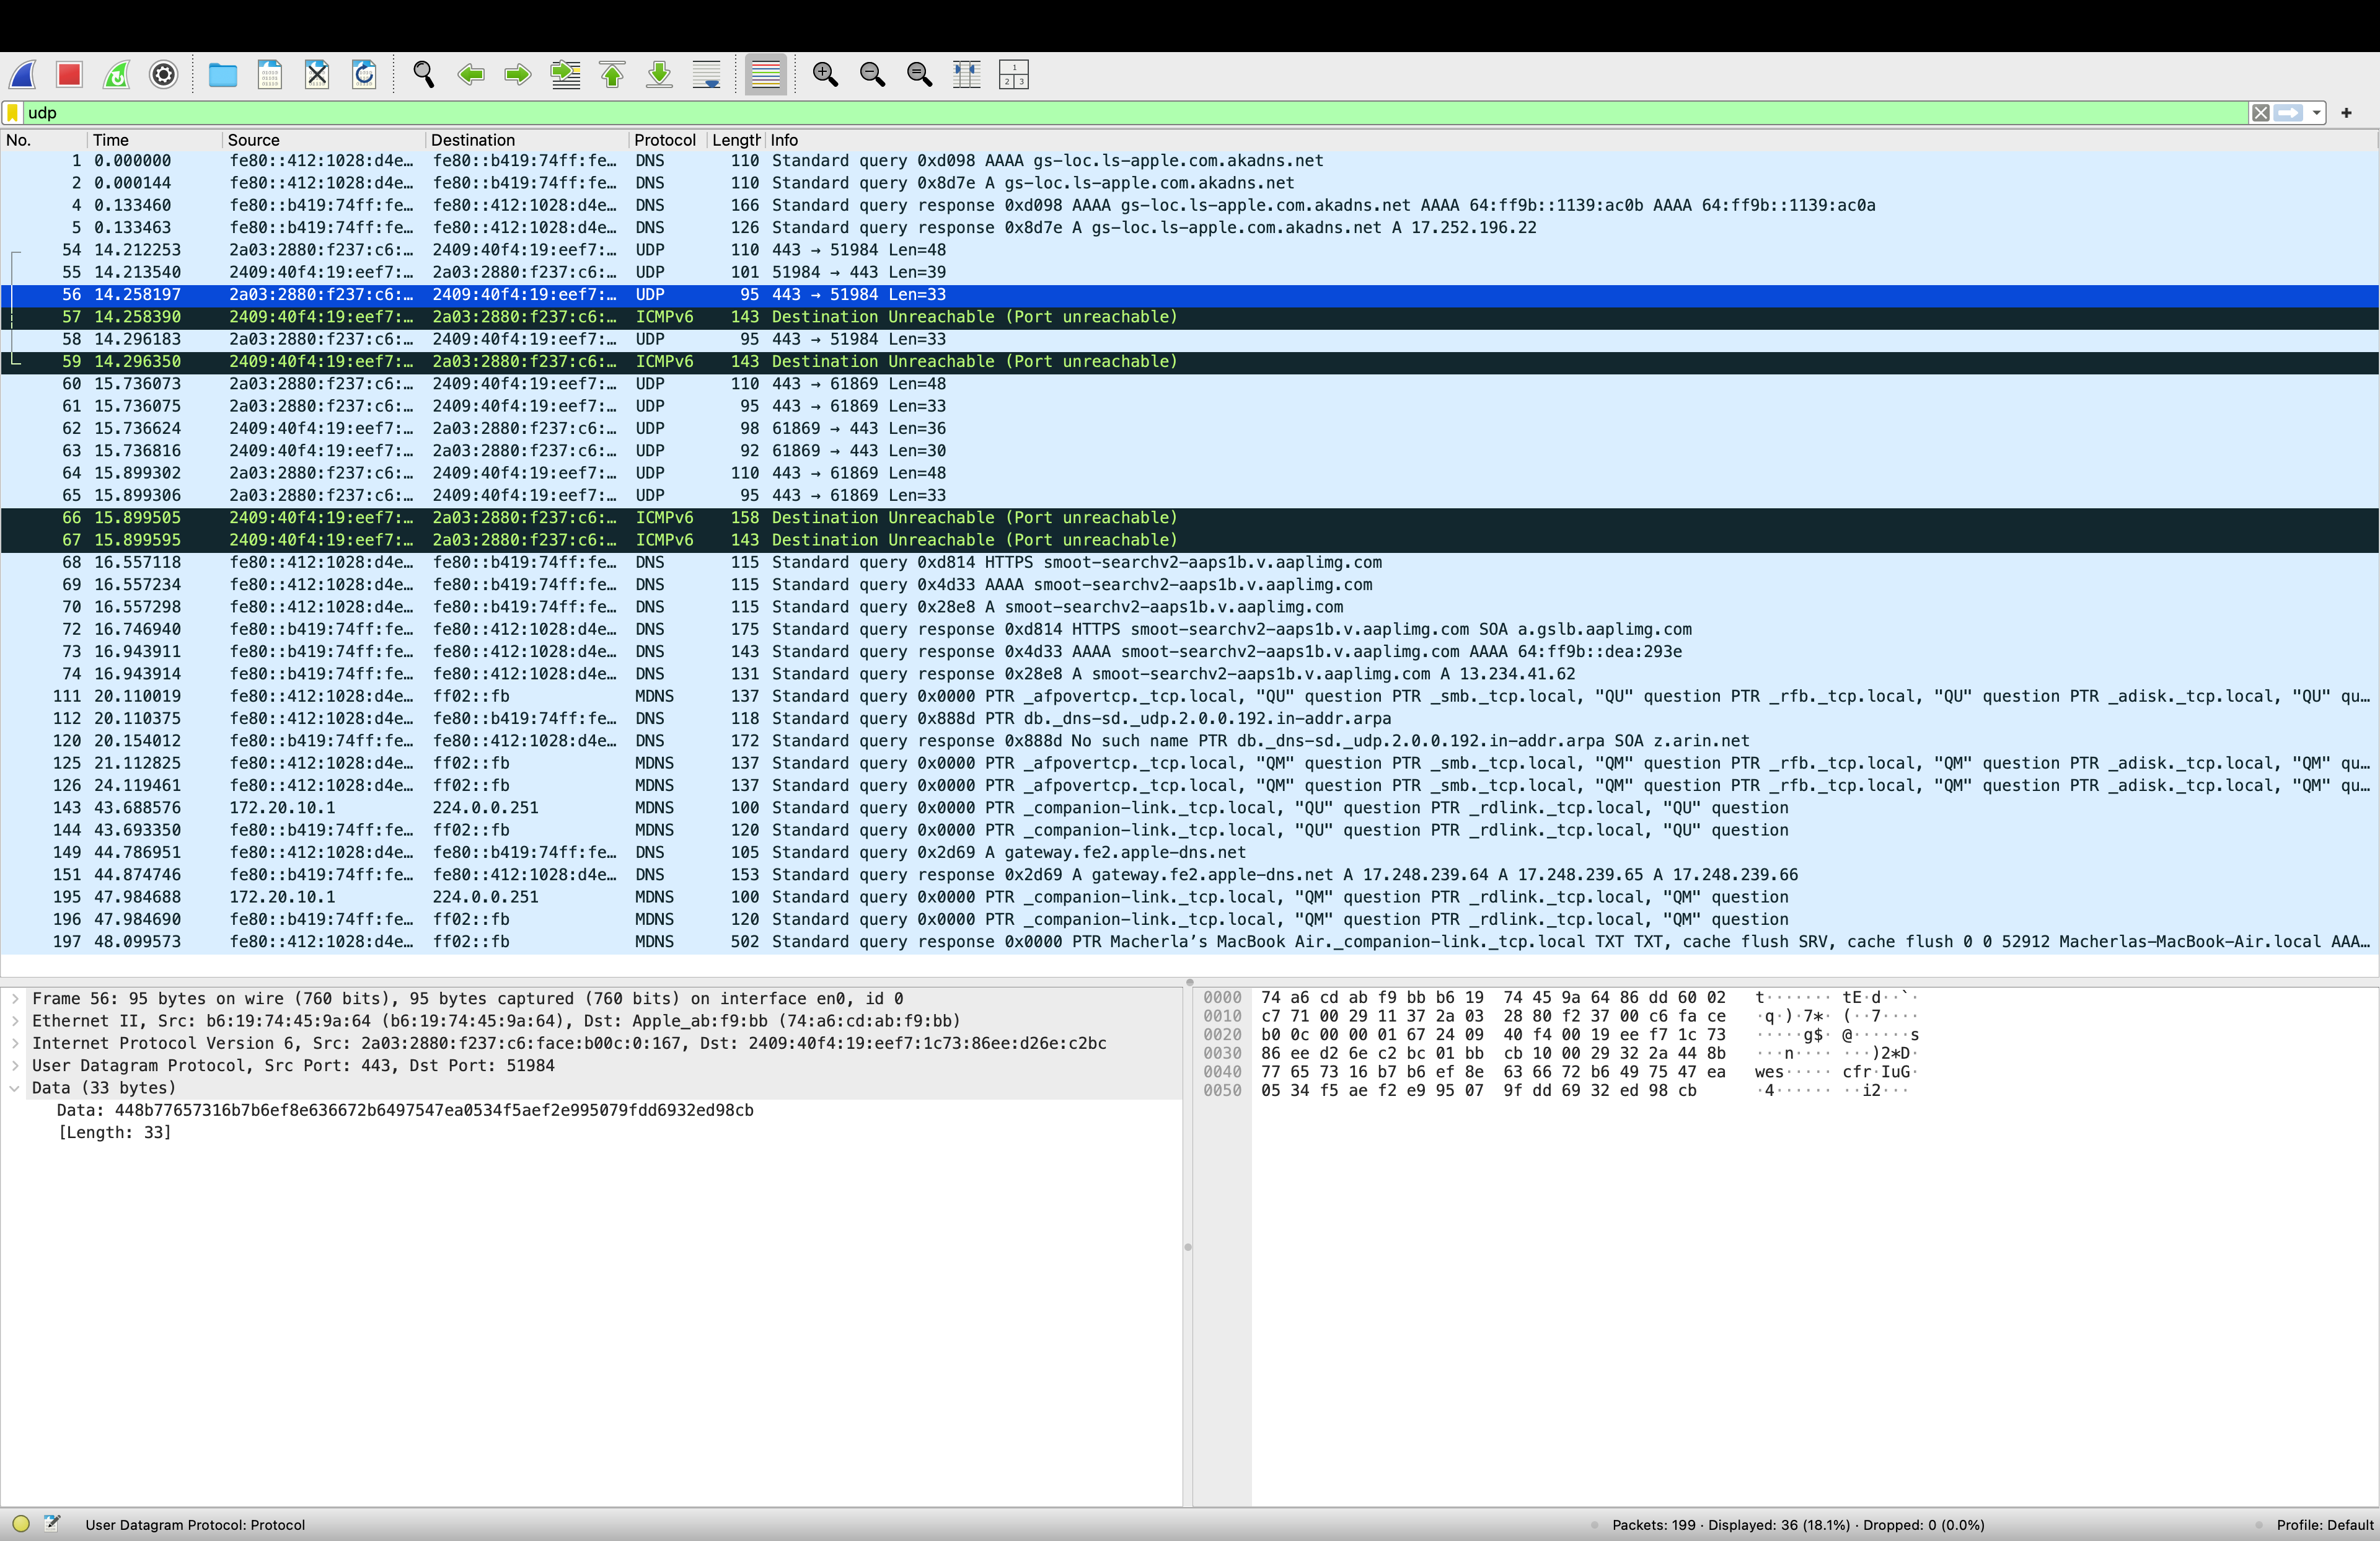 udp
No. Time Source Destination Protocol Length Info
1 0.000000 fe80::412:1028:d4e… fe80::b419:74ff:fe… DNS 110 Standard query 0xd098 AAAA gs-loc.ls-apple.com.akadns.net
2 0.000144 fe80::412:1028:d4e… fe80::b419:74ff:fe… DNS 110 Standard query 0x8d7e A gs-loc.ls-apple.com.akadns.net
4 0.133460 fe80::b419:74ff:fe… fe80::412:1028:d4e… DNS 166 Standard query response 0xd098 AAAA gs-loc.ls-apple.com.akadns.net AAAA 64:ff9b::1139:ac0b AAAA 64:ff9b::1139:ac0a
5 0.133463 fe80::b419:74ff:fe… fe80::412:1028:d4e… DNS 126 Standard query response 0x8d7e A gs-loc.ls-apple.com.akadns.net A 17.252.196.22
54 14.212253 2a03:2880:f237:c6:… 2409:40f4:19:eef7:… UDP 110 443 → 51984 Len=48
55 14.213540 2409:40f4:19:eef7:… 2a03:2880:f237:c6:… UDP 101 51984 → 443 Len=39
56 14.258197 2a03:2880:f237:c6:… 2409:40f4:19:eef7:… UDP 95 443 → 51984 Len=33
57 14.258390 2409:40f4:19:eef7:… 2a03:2880:f237:c6:… ICMPv6 143 Destination Unreachable (Port unreachable)
58 14.296183 2a03:2880:f237:c6:… 2409:40f4:19:eef7:… UDP 95 443 → 51984 Len=33
59 14.296350 2409:40f4:19:eef7:… 2a03:2880:f237:c6:… ICMPv6 143 Destination Unreachable (Port unreachable)
60 15.736073 2a03:2880:f237:c6:… 2409:40f4:19:eef7:… UDP 110 443 → 61869 Len=48
61 15.736075 2a03:2880:f237:c6:… 2409:40f4:19:eef7:… UDP 95 443 → 61869 Len=33
62 15.736624 2409:40f4:19:eef7:… 2a03:2880:f237:c6:… UDP 98 61869 → 443 Len=36
63 15.736816 2409:40f4:19:eef7:… 2a03:2880:f237:c6:… UDP 92 61869 → 443 Len=30
64 15.899302 2a03:2880:f237:c6:… 2409:40f4:19:eef7:… UDP 110 443 → 61869 Len=48
65 15.899306 2a03:2880:f237:c6:… 2409:40f4:19:eef7:… UDP 95 443 → 61869 Len=33
66 15.899505 2409:40f4:19:eef7:… 2a03:2880:f237:c6:… ICMPv6 158 Destination Unreachable (Port unreachable)
67 15.899595 2409:40f4:19:eef7:… 2a03:2880:f237:c6:… ICMPv6 143 Destination Unreachable (Port unreachable)
68 16.557118 fe80::412:1028:d4e… fe80::b419:74ff:fe… DNS 115 Standard query 0xd814 HTTPS smoot-searchv2-aaps1b.v.aaplimg.com
69 16.557234 fe80::412:1028:d4e… fe80::b419:74ff:fe… DNS 115 Standard query 0x4d33 AAAA smoot-searchv2-aaps1b.v.aaplimg.com
70 16.557298 fe80::412:1028:d4e… fe80::b419:74ff:fe… DNS 115 Standard query 0x28e8 A smoot-searchv2-aaps1b.v.aaplimg.com
72 16.746940 fe80::b419:74ff:fe… fe80::412:1028:d4e… DNS 175 Standard query response 0xd814 HTTPS smoot-searchv2-aaps1b.v.aaplimg.com SOA a.gslb.aaplimg.com
73 16.943911 fe80::b419:74ff:fe… fe80::412:1028:d4e… DNS 143 Standard query response 0x4d33 AAAA smoot-searchv2-aaps1b.v.aaplimg.com AAAA 64:ff9b::dea:293e
74 16.943914 fe80::b419:74ff:fe… fe80::412:1028:d4e… DNS 131 Standard query response 0x28e8 A smoot-searchv2-aaps1b.v.aaplimg.com A 13.234.41.62
111 20.110019 fe80::412:1028:d4e… ff02::fb MDNS 137 Standard query 0x0000 PTR _afpovertcp._tcp.local, "QU" question PTR _smb._tcp.local, "QU" question PTR _rfb._tcp.local, "QU" question PTR _adisk._tcp.local, "QU" qu…
112 20.110375 fe80::412:1028:d4e… fe80::b419:74ff:fe… DNS 118 Standard query 0x888d PTR db._dns-sd._udp.2.0.0.192.in-addr.arpa
120 20.154012 fe80::b419:74ff:fe… fe80::412:1028:d4e… DNS 172 Standard query response 0x888d No such name PTR db._dns-sd._udp.2.0.0.192.in-addr.arpa SOA z.arin.net
125 21.112825 fe80::412:1028:d4e… ff02::fb MDNS 137 Standard query 0x0000 PTR _afpovertcp._tcp.local, "QM" question PTR _smb._tcp.local, "QM" question PTR _rfb._tcp.local, "QM" question PTR _adisk._tcp.local, "QM" qu…
126 24.119461 fe80::412:1028:d4e… ff02::fb MDNS 137 Standard query 0x0000 PTR _afpovertcp._tcp.local, "QM" question PTR _smb._tcp.local, "QM" question PTR _rfb._tcp.local, "QM" question PTR _adisk._tcp.local, "QM" qu…
143 43.688576 172.20.10.1 224.0.0.251 MDNS 100 Standard query 0x0000 PTR _companion-link._tcp.local, "QU" question PTR _rdlink._tcp.local, "QU" question
144 43.693350 fe80::b419:74ff:fe… ff02::fb MDNS 120 Standard query 0x0000 PTR _companion-link._tcp.local, "QU" question PTR _rdlink._tcp.local, "QU" question
149 44.786951 fe80::412:1028:d4e… fe80::b419:74ff:fe… DNS 105 Standard query 0x2d69 A gateway.fe2.apple-dns.net
151 44.874746 fe80::b419:74ff:fe… fe80::412:1028:d4e… DNS 153 Standard query response 0x2d69 A gateway.fe2.apple-dns.net A 17.248.239.64 A 17.248.239.65 A 17.248.239.66
195 47.984688 172.20.10.1 224.0.0.251 MDNS 100 Standard query 0x0000 PTR _companion-link._tcp.local, "QM" question PTR _rdlink._tcp.local, "QM" question
196 47.984690 fe80::b419:74ff:fe… ff02::fb MDNS 120 Standard query 0x0000 PTR _companion-link._tcp.local, "QM" question PTR _rdlink._tcp.local, "QM" question
197 48.099573 fe80::412:1028:d4e… ff02::fb MDNS 502 Standard query response 0x0000 PTR Macherla’s MacBook Air._companion-link._tcp.local TXT TXT, cache flush SRV, cache flush 0 0 52912 Macherlas-MacBook-Air.local AAA…
Frame 56: 95 bytes on wire (760 bits), 95 bytes captured (760 bits) on interface en0, id 0
Ethernet II, Src: b6:19:74:45:9a:64 (b6:19:74:45:9a:64), Dst: Apple_ab:f9:bb (74:a6:cd:ab:f9:bb)
Internet Protocol Version 6, Src: 2a03:2880:f237:c6:face:b00c:0:167, Dst: 2409:40f4:19:eef7:1c73:86ee:d26e:c2bc
User Datagram Protocol, Src Port: 443, Dst Port: 51984
Data (33 bytes)
Data: 448b77657316b7b6ef8e636672b6497547ea0534f5aef2e995079fdd6932ed98cb
[Length: 33]
0000 74 a6 cd ab f9 bb b6 19 74 45 9a 64 86 dd 60 02 t······· tE·d··`·
0010 c7 71 00 29 11 37 2a 03 28 80 f2 37 00 c6 fa ce ·q·)·7*· (··7····
0020 b0 0c 00 00 01 67 24 09 40 f4 00 19 ee f7 1c 73 ·····g$· @······s
0030 86 ee d2 6e c2 bc 01 bb cb 10 00 29 32 2a 44 8b ···n···· ···)2*D·
0040 77 65 73 16 b7 b6 ef 8e 63 66 72 b6 49 75 47 ea wes····· cfr·IuG·
0050 05 34 f5 ae f2 e9 95 07 9f dd 69 32 ed 98 cb ·4······ ··i2···
User Datagram Protocol: Protocol
Packets: 199 · Displayed: 36 (18.1%) · Dropped: 0 (0.0%)
Profile: Default